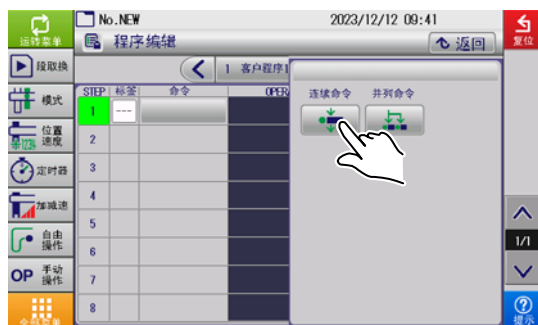 No.NEW 2023/12/12 09:41
运转菜单
程序编辑
返回
复位
段取换
1 客户程序1
模式
STEP 标签 命令 OPER
连续命令 并列命令
1 ---
位置
速度
2
定时器
3
加减速
4
自由
操作
5
1/1
6
OP 手动
操作
7
8
提示